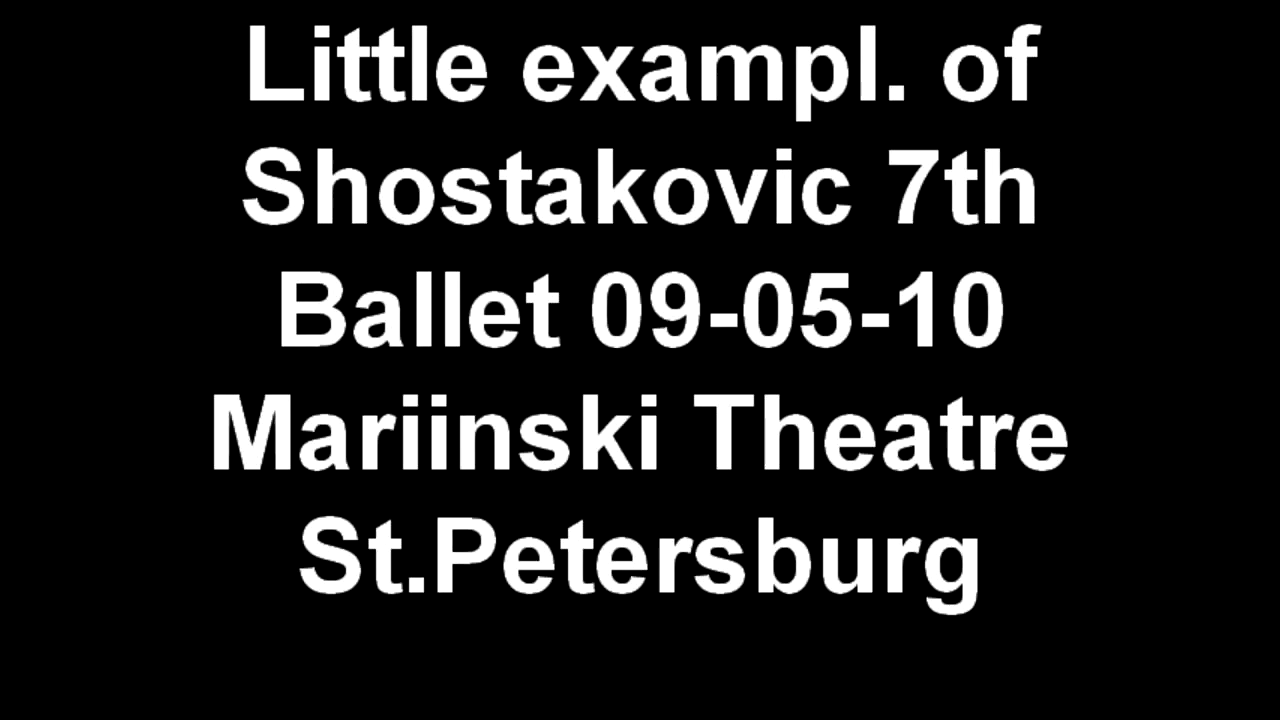 Little exampl. of
Shostakovic 7th
Ballet 09-05-10
Mariinski Theatre
St.Petersburg